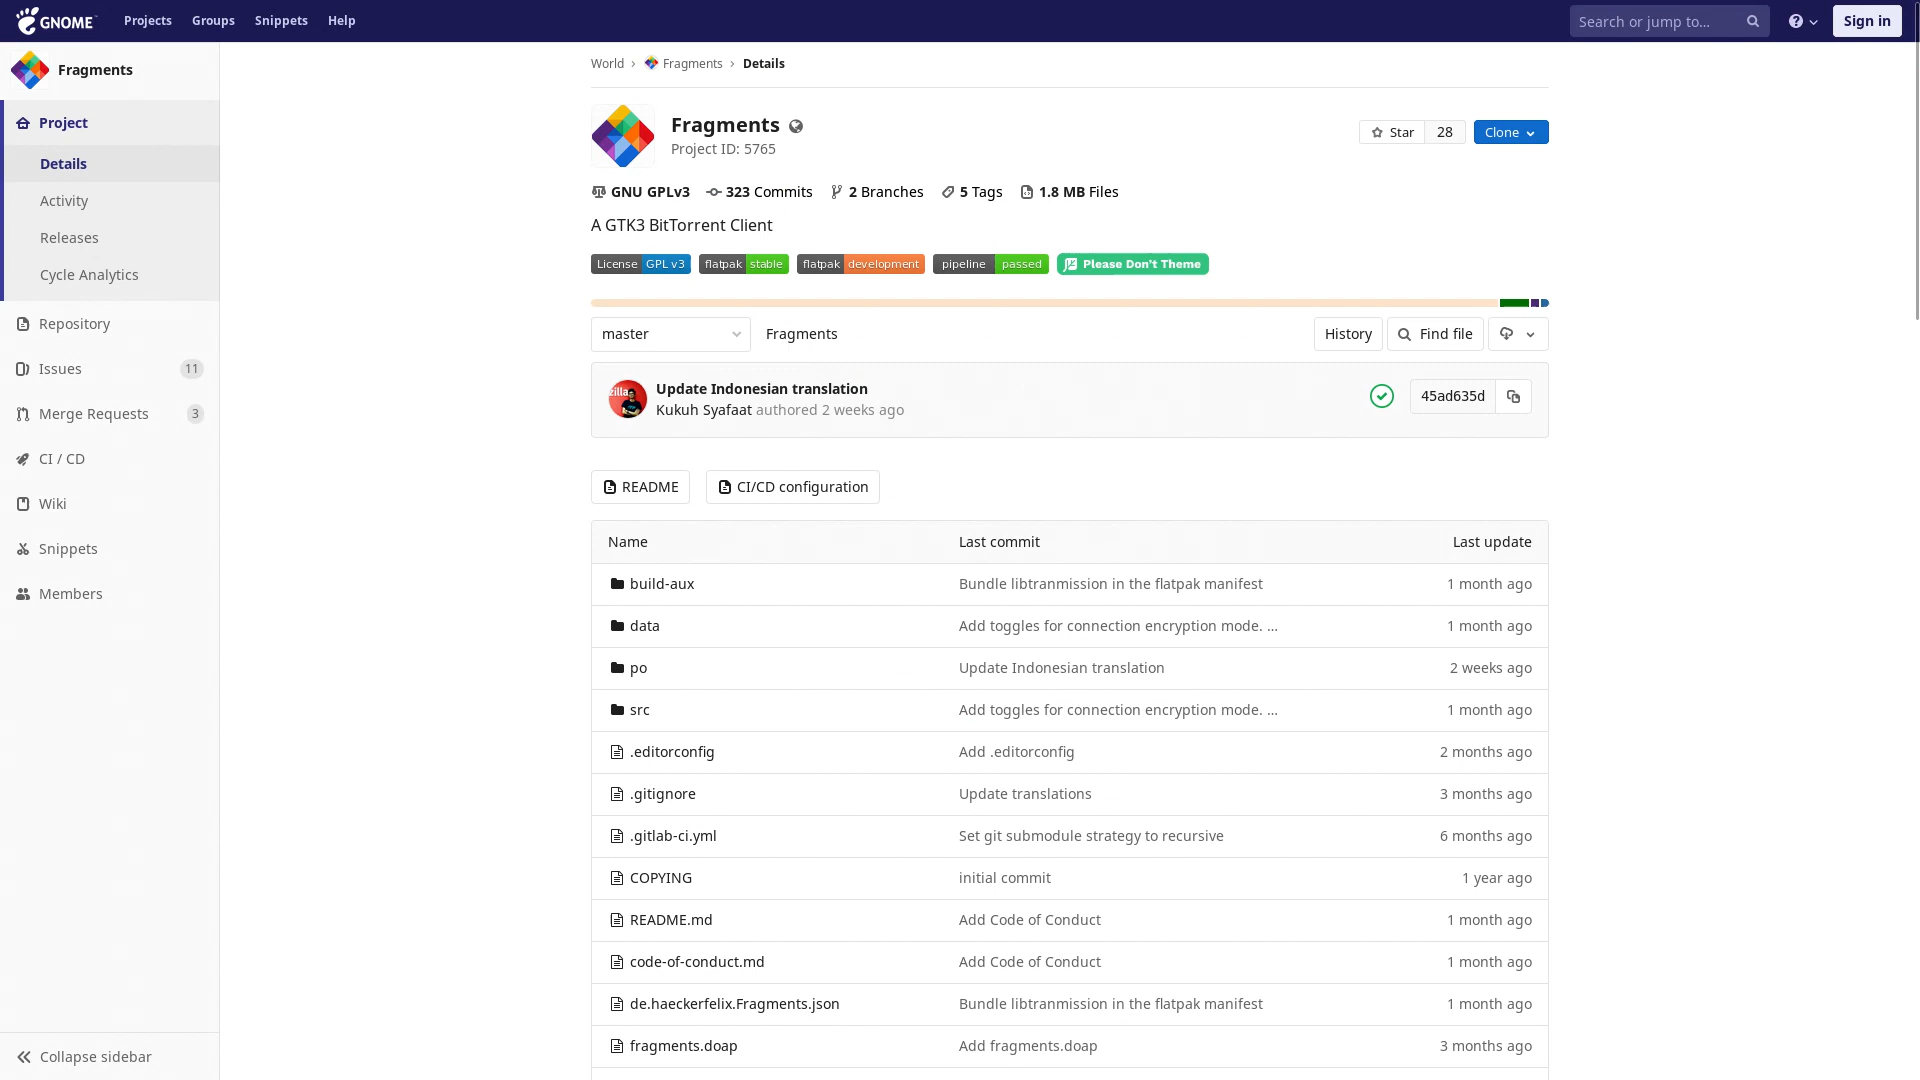 GNOME
Projects
Groups
Snippets
Help
Search or jump to...
Sign in
Fragments
Project
Details
Activity
Releases
Cycle Analytics
Repository
Issues
11
Merge Requests
3
CI / CD
Wiki
Snippets
Members
Collapse sidebar
World › Fragments › Details
Fragments
Project ID: 5765
Star
28
Clone
GNU GPLv3
323 Commits
2 Branches
5 Tags
1.8 MB Files
A GTK3 BitTorrent Client
License GPL v3
flatpak stable
flatpak development
pipeline passed
Please Don't Theme
master
Fragments
History
Find file
zilla
Update Indonesian translation
Kukuh Syafaat authored 2 weeks ago
45ad635d
README
CI/CD configuration
Name Last commit Last update
build-aux Bundle libtranmission in the flatpak manifest 1 month ago
data Add toggles for connection encryption mode. ... 1 month ago
po Update Indonesian translation 2 weeks ago
src Add toggles for connection encryption mode. ... 1 month ago
.editorconfig Add .editorconfig 2 months ago
.gitignore Update translations 3 months ago
.gitlab-ci.yml Set git submodule strategy to recursive 6 months ago
COPYING initial commit 1 year ago
README.md Add Code of Conduct 1 month ago
code-of-conduct.md Add Code of Conduct 1 month ago
de.haeckerfelix.Fragments.json Bundle libtranmission in the flatpak manifest 1 month ago
fragments.doap Add fragments.doap 3 months ago